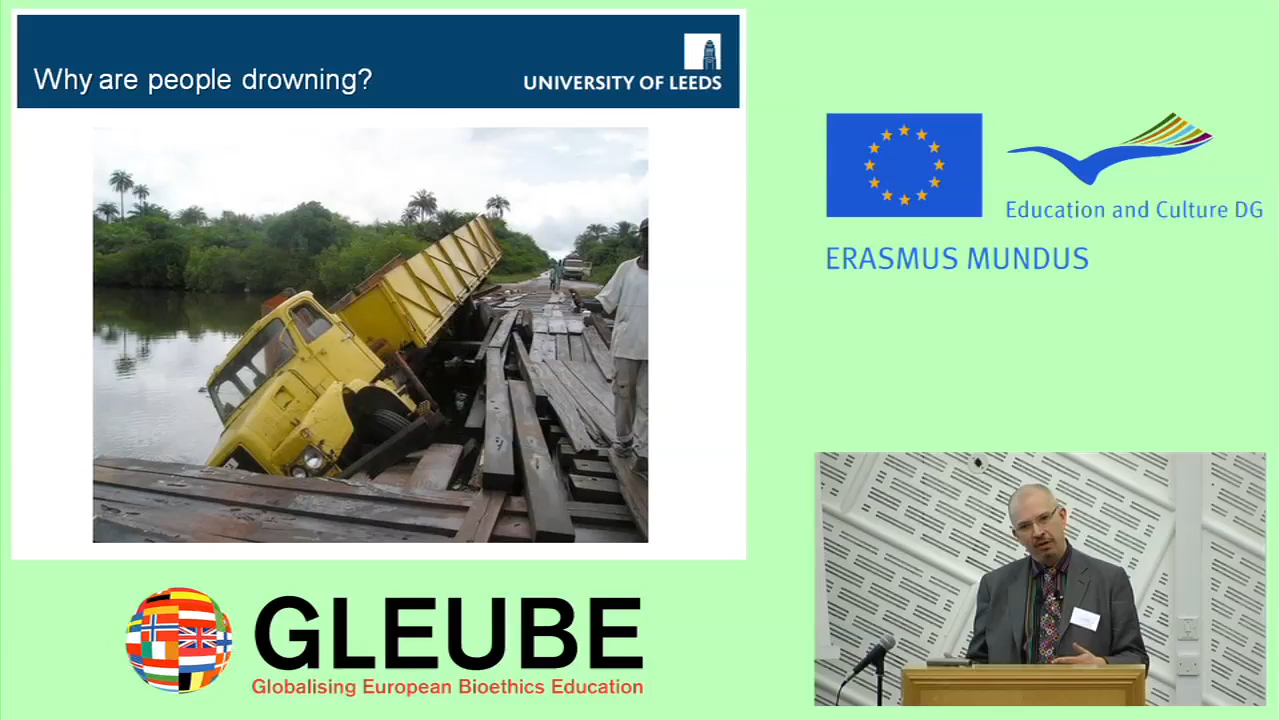 Why are people drowning?
UNIVERSITY OF LEEDS
Education and Culture DG
ERASMUS MUNDUS
GLEUBE
Globalising European Bioethics Education